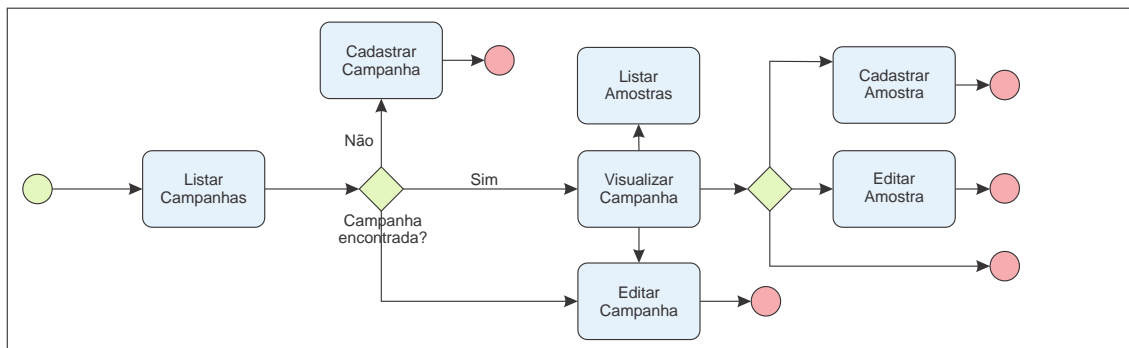 Cadastrar
Campanha
Listar
Amostras
Cadastrar
Amostra
Não
Listar
Campanhas
Sim
Visualizar
Campanha
Editar
Amostra
Campanha
encontrada?
Editar
Campanha